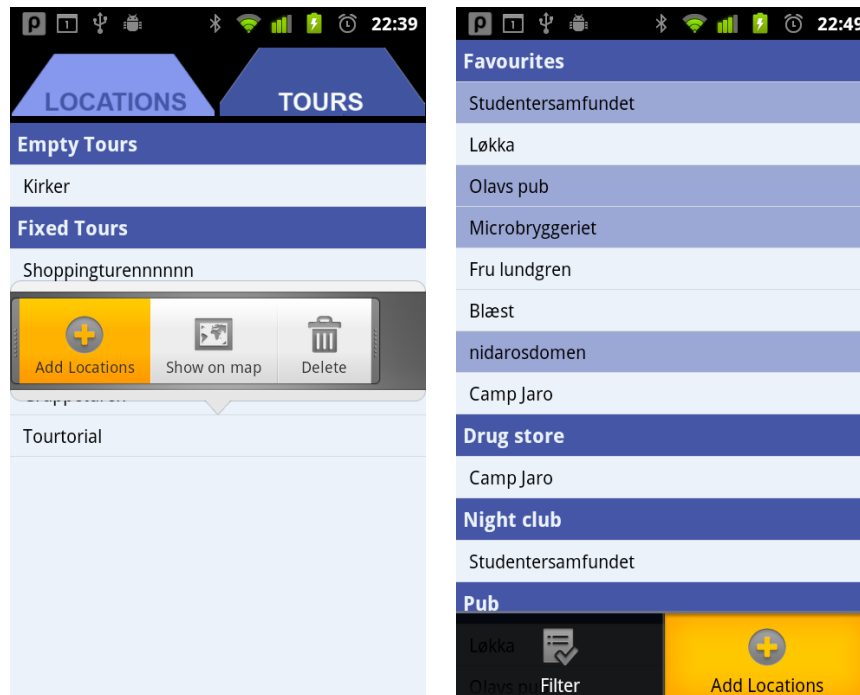 22:39
LOCATIONS TOURS
Empty Tours
Kirker
Fixed Tours
Shoppingturennnnnn
Add Locations Show on map Delete
Tourtorial
22:49
Favourites
Studentersamfundet
Løkka
Olavs pub
Microbryggeriet
Fru lundgren
Blæst
nidarosdomen
Camp Jaro
Drug store
Camp Jaro
Night club
Studentersamfundet
Pub
Løkka
Olavs pub
Filter Add Locations